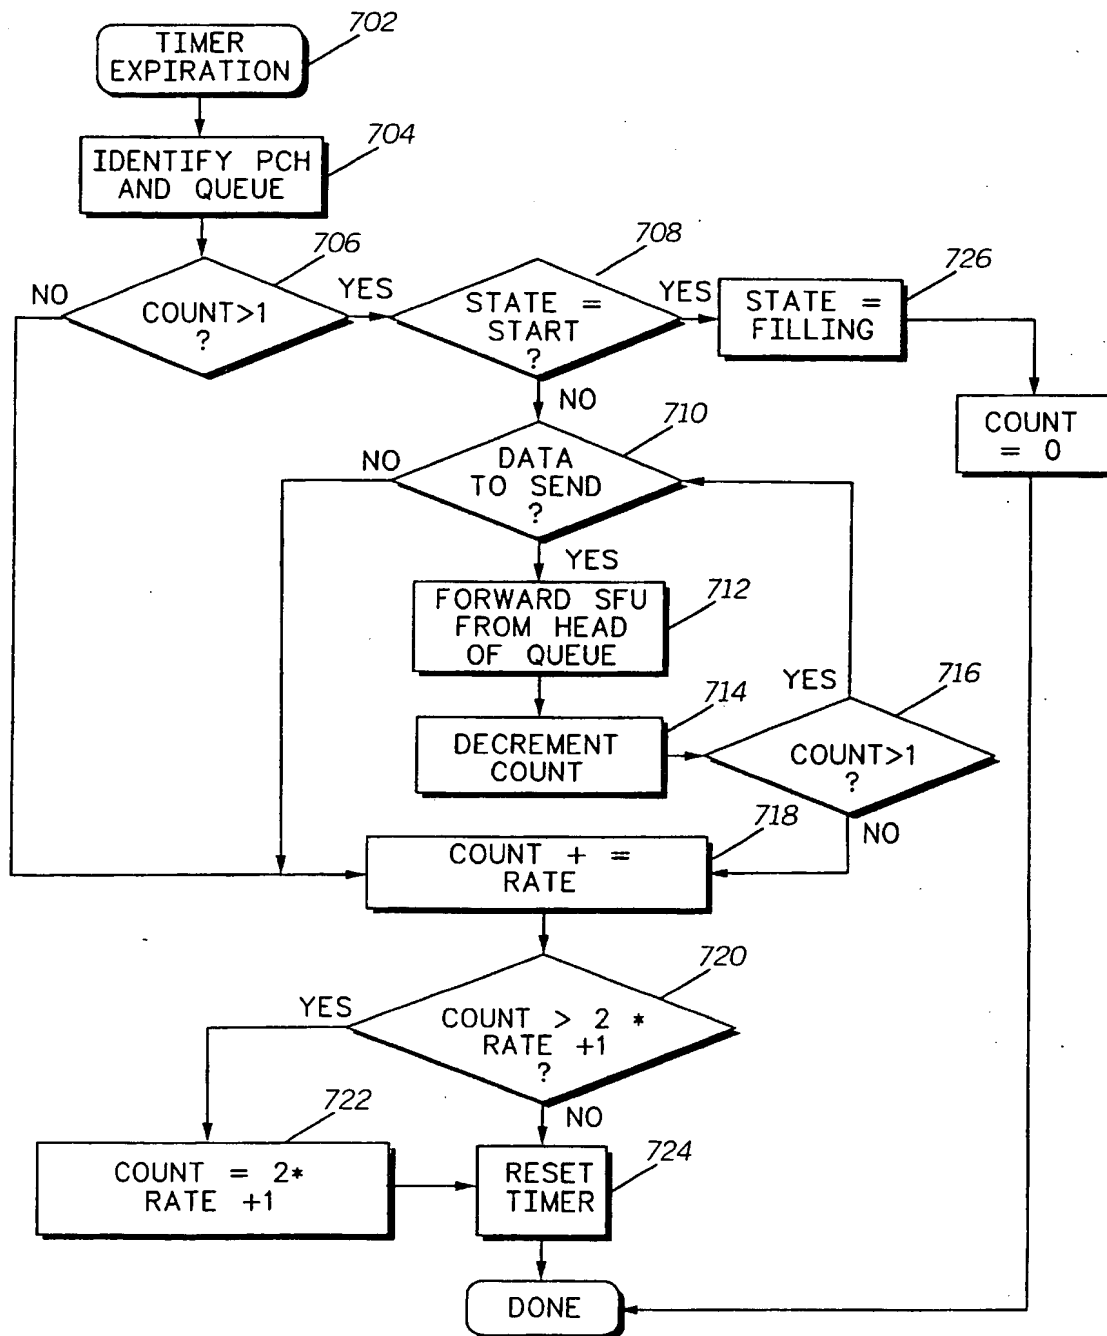 702
TIMER
EXPIRATION
704
IDENTIFY PCH
AND QUEUE
706
NO
COUNT>1
?
YES
708
STATE =
START
?
YES
726
STATE =
FILLING
NO
COUNT
= 0
710
NO
DATA
TO SEND
?
YES
FORWARD SFU
FROM HEAD
OF QUEUE
712
714
DECREMENT
COUNT
YES
716
COUNT>1
?
NO
718
COUNT + =
RATE
720
YES
COUNT > 2 *
RATE +1
?
NO
722
COUNT = 2*
RATE +1
724
RESET
TIMER
DONE